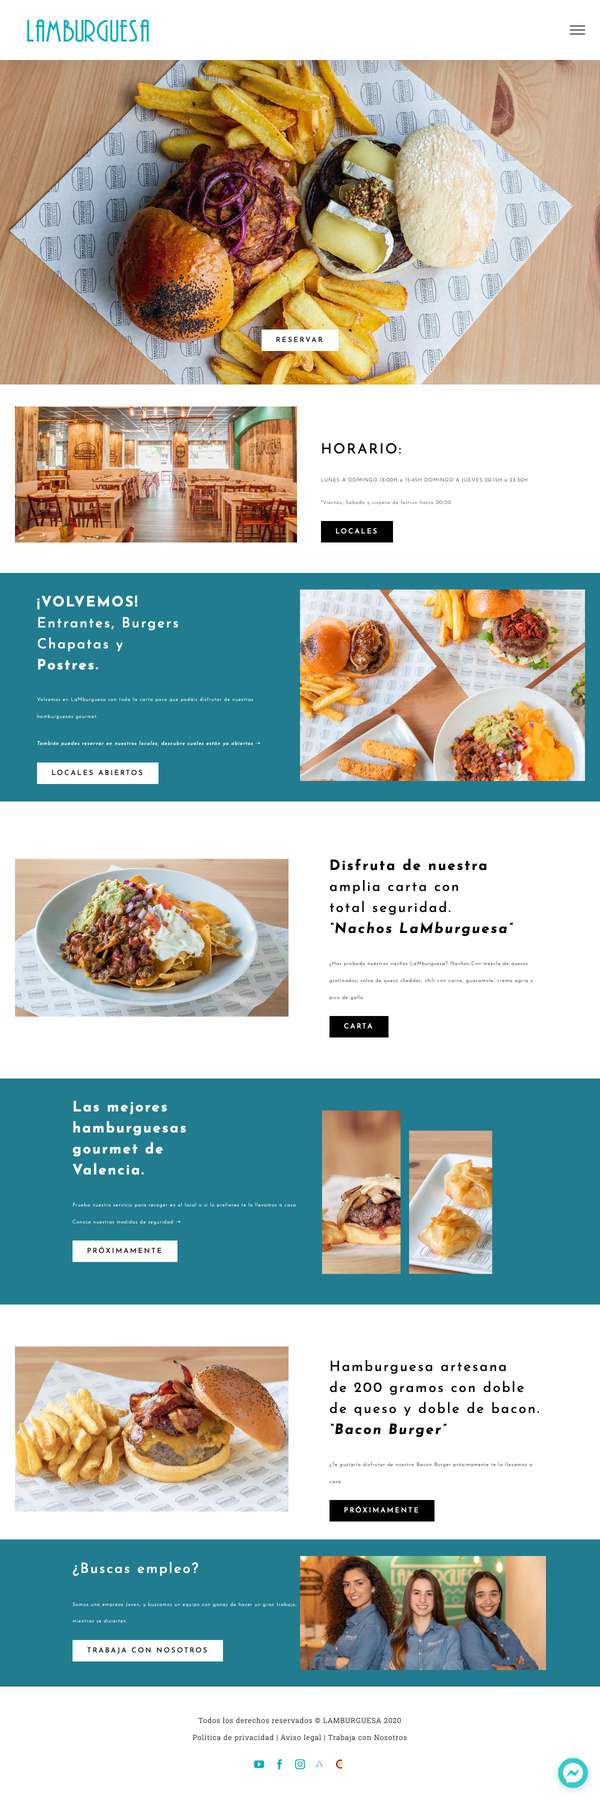 LAMBURGUESA
RESERVAR
HORARIO:
LUNES A DOMINGO 13:00H a 15:45H DOMINGO A JUEVES 20:15H a 23:30H
*Viernes, Sábado y víspera de festivo hasta 00:00
LOCALES
¡VOLVEMOS!
Entrantes, Burgers
Chapatas y
Postres.
Volvemos en LaMburguesa con toda la carta para que podáis disfrutar de nuestras
hamburguesas gourmet.
También puedes reservar en nuestros locales, descubre cuales están ya abiertos →
LOCALES ABIERTOS
Disfruta de nuestra
amplia carta con
total seguridad.
"Nachos LaMburguesa"
¿Has probado nuestros nachos LaMburguesa? Nachos Con mezcla de quesos
gratinados, salsa de queso cheddar, chili con carne, guacamole, crema agria y
pico de gallo.
CARTA
Las mejores
hamburguesas
gourmet de
Valencia.
Prueba nuestro servicio para recoger en el local o si lo prefieres te lo llevamos a casa.
Conoce nuestras medidas de seguridad →
PRÓXIMAMENTE
Hamburguesa artesana
de 200 gramos con doble
de queso y doble de bacon.
"Bacon Burger"
¿Te gustaría disfrutar de nuestra Bacon Burger próximamente te la llevamos a
casa.
PRÓXIMAMENTE
¿Buscas empleo?
Somos una empresa joven, y buscamos un equipo con ganas de hacer un gran trabajo,
mientras se divierten.
TRABAJA CON NOSOTROS
LAMBURGUESA
Todos los derechos reservados © LAMBURGUESA 2020
Política de privacidad | Aviso legal | Trabaja con Nosotros